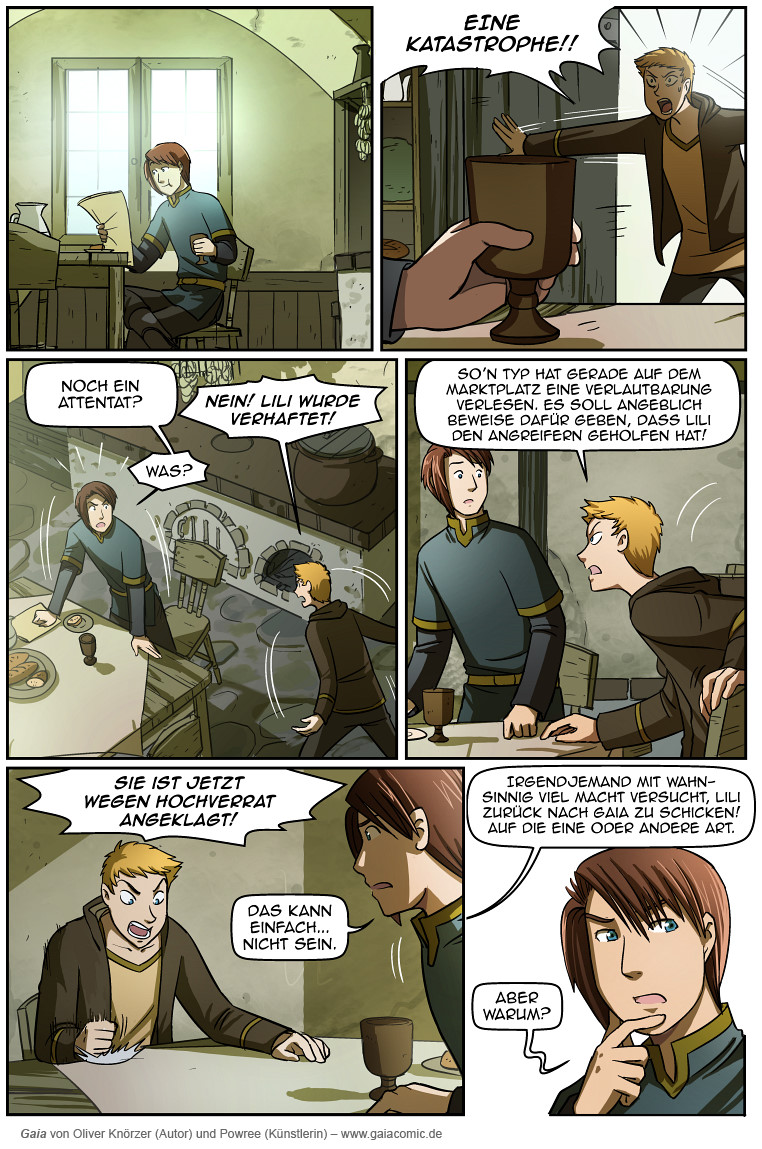 EINE
KATASTROPHE!!
NOCH EIN
ATTENTAT?
NEIN! LILI WURDE
VERHAFTET!
WAS?
SO'N TYP HAT GERADE AUF DEM
MARKTPLATZ EINE VERLAUTBARUNG
VERLESEN. ES SOLL ANGEBLICH
BEWEISE DAFÜR GEBEN, DASS LILI
DEN ANGREIFERN GEHOLFEN HAT!
SIE IST JETZT
WEGEN HOCHVERRAT
ANGEKLAGT!
DAS KANN
EINFACH...
NICHT SEIN.
IRGENDJEMAND MIT WAHN-
SINNIG VIEL MACHT VERSUCHT, LILI
ZURÜCK NACH GAIA ZU SCHICKEN!
AUF DIE EINE ODER ANDERE ART.
ABER
WARUM?
Gaia von Oliver Knörzer (Autor) und Powree (Künstlerin) – www.gaiacomic.de